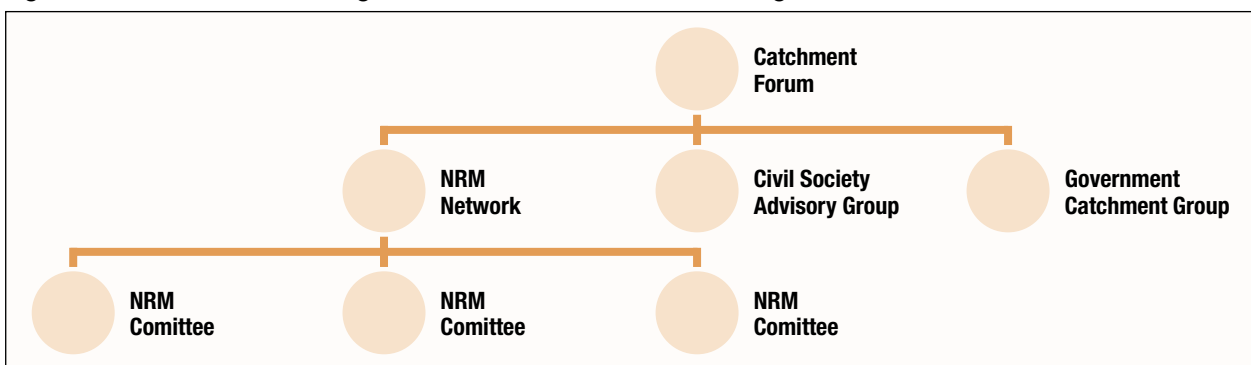 Catchment
Forum
NRM
Network
Civil Society
Advisory Group
Government
Catchment Group
NRM
Comittee
NRM
Comittee
NRM
Comittee